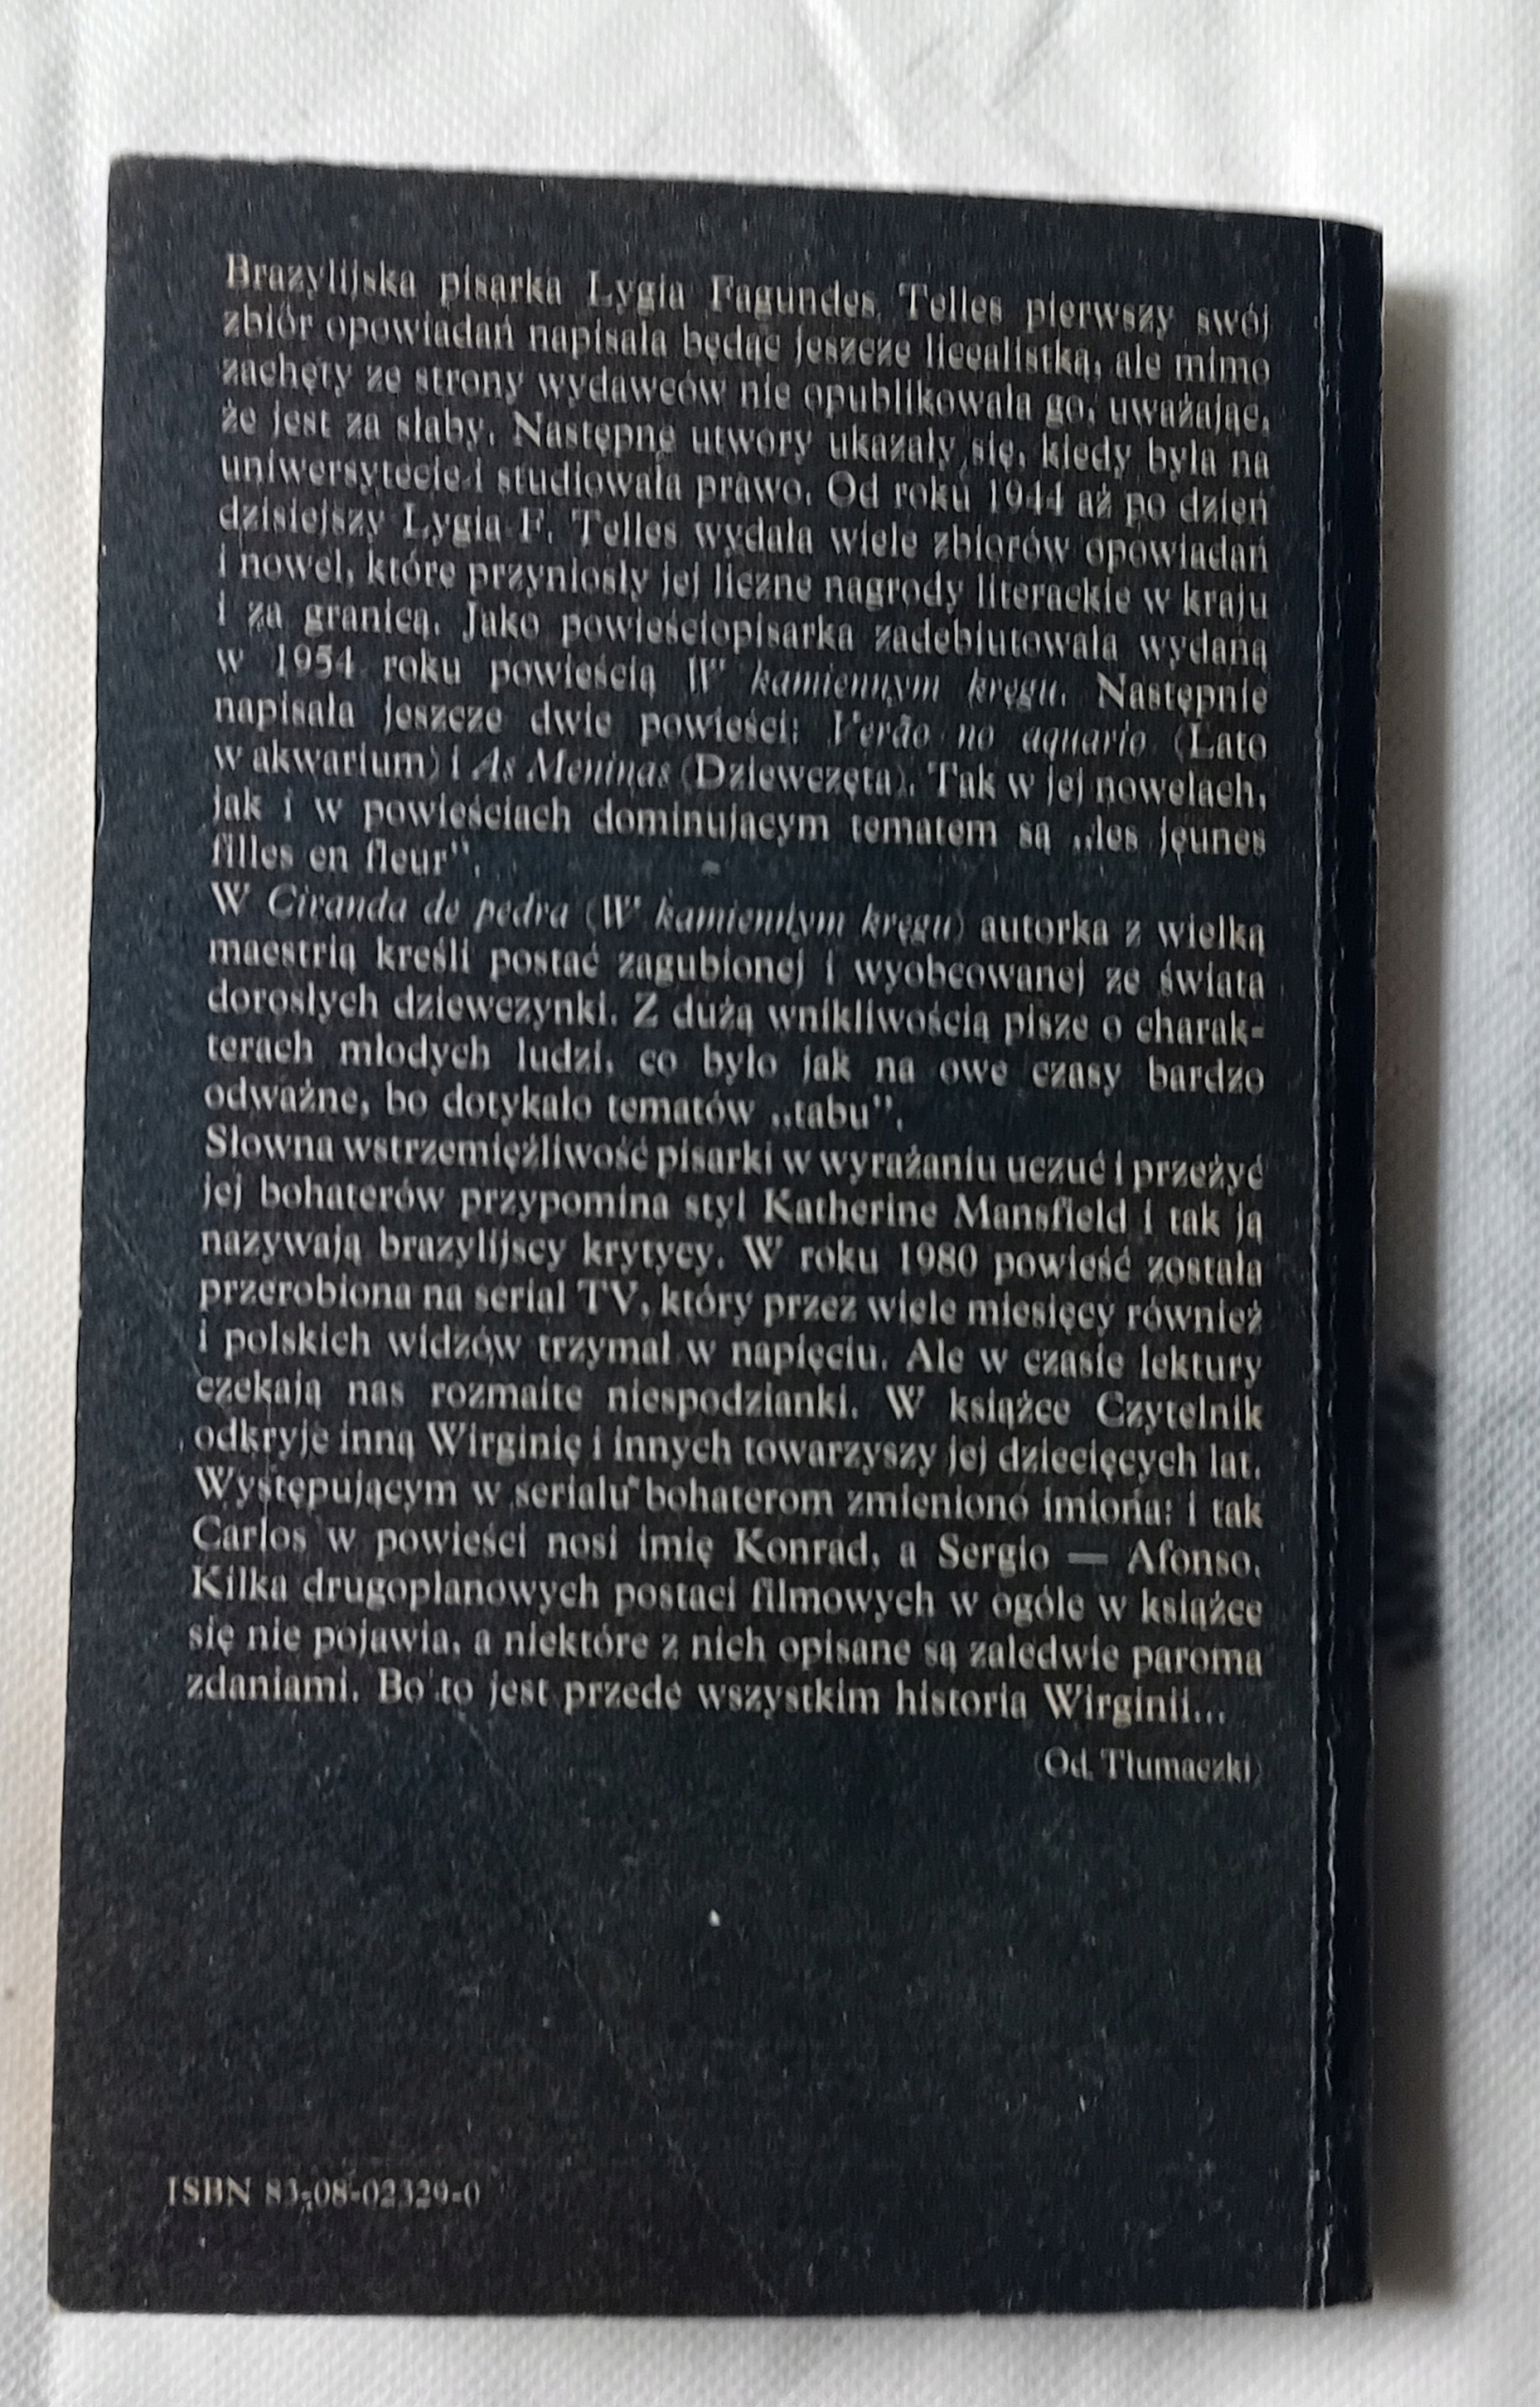 Brazylijska pisarka Lygia Fagundes Telles pierwszy swój
zbiór opowiadań napisała będąc jeszcze licealistką, ale mimo
zachęty ze strony wydawców nie opublikowała go, uważając,
że jest za słaby. Następne utwory ukazały się, kiedy była na
uniwersytecie i studiowała prawo. Od roku 1944 aż po dzień
dzisiejszy Lygia F. Telles wydała wiele zbiorów opowiadań
i nowel, które przyniosły jej liczne nagrody literackie w kraju
i za granicą. Jako powieściopisarka zadebiutowała wydaną
w 1954 roku powieścią W kamiennym kręgu. Następnie
napisała jeszcze dwie powieści: Verão no aquario (Lato
w akwarium) i As Meninas (Dziewczęta). Tak w jej nowelach,
jak i w powieściach dominującym tematem są „les jeunes
filles en fleur”.
W Ciranda de pedra (W kamiennym kręgu) autorka z wielką
maestrią kreśli postać zagubionej i wyobcowanej ze świata
dorosłych dziewczynki. Z dużą wnikliwością pisze o charak-
terach młodych ludzi, co było jak na owe czasy bardzo
odważne, bo dotykało tematów „tabu”.
Słowna wstrzemięźliwość pisarki w wyrażaniu uczuć i przeżyć
jej bohaterów przypomina styl Katherine Mansfield i tak ją
nazywają brazylijscy krytycy. W roku 1980 powieść została
przerobiona na serial TV, który przez wiele miesięcy również
i polskich widzów trzymał w napięciu. Ale w czasie lektury
czekają nas rozmaite niespodzianki. W książce Czytelnik
odkryje inną Wirginię i innych towarzyszy jej dziecięcych lat.
Występującym w serialu bohaterom zmieniono imiona: i tak
Carlos w powieści nosi imię Konrad, a Sergio — Afonso.
Kilka drugoplanowych postaci filmowych w ogóle w książce
się nie pojawia, a niektóre z nich opisane są zaledwie paroma
zdaniami. Bo to jest przede wszystkim historia Wirginii...
(Od Tłumaczki)
ISBN 83-08-02329-0